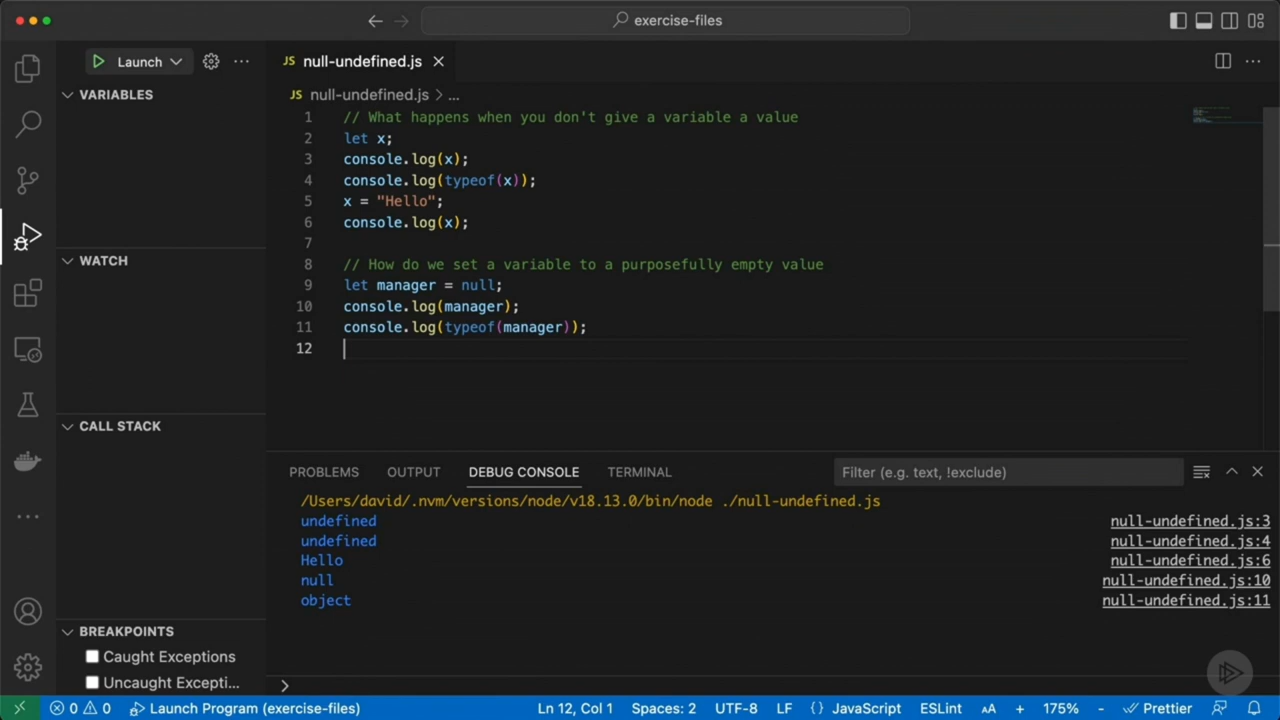 exercise-files
Launch
JS null-undefined.js
VARIABLES
JS null-undefined.js > ...
1 // What happens when you don't give a variable a value
2 let x;
3 console.log(x);
4 console.log(typeof(x));
5 x = "Hello";
6 console.log(x);
7
8 // How do we set a variable to a purposefully empty value
9 let manager = null;
10 console.log(manager);
11 console.log(typeof(manager));
12
WATCH
CALL STACK
BREAKPOINTS
Caught Exceptions
Uncaught Excepti...
PROBLEMS OUTPUT DEBUG CONSOLE TERMINAL Filter (e.g. text, !exclude)
/Users/david/.nvm/versions/node/v18.13.0/bin/node ./null-undefined.js
undefined null-undefined.js:3
undefined null-undefined.js:4
Hello null-undefined.js:6
null null-undefined.js:10
object null-undefined.js:11
>
0 0 Launch Program (exercise-files) Ln 12, Col 1 Spaces: 2 UTF-8 LF {} JavaScript ESLint AA + 175% - Prettier